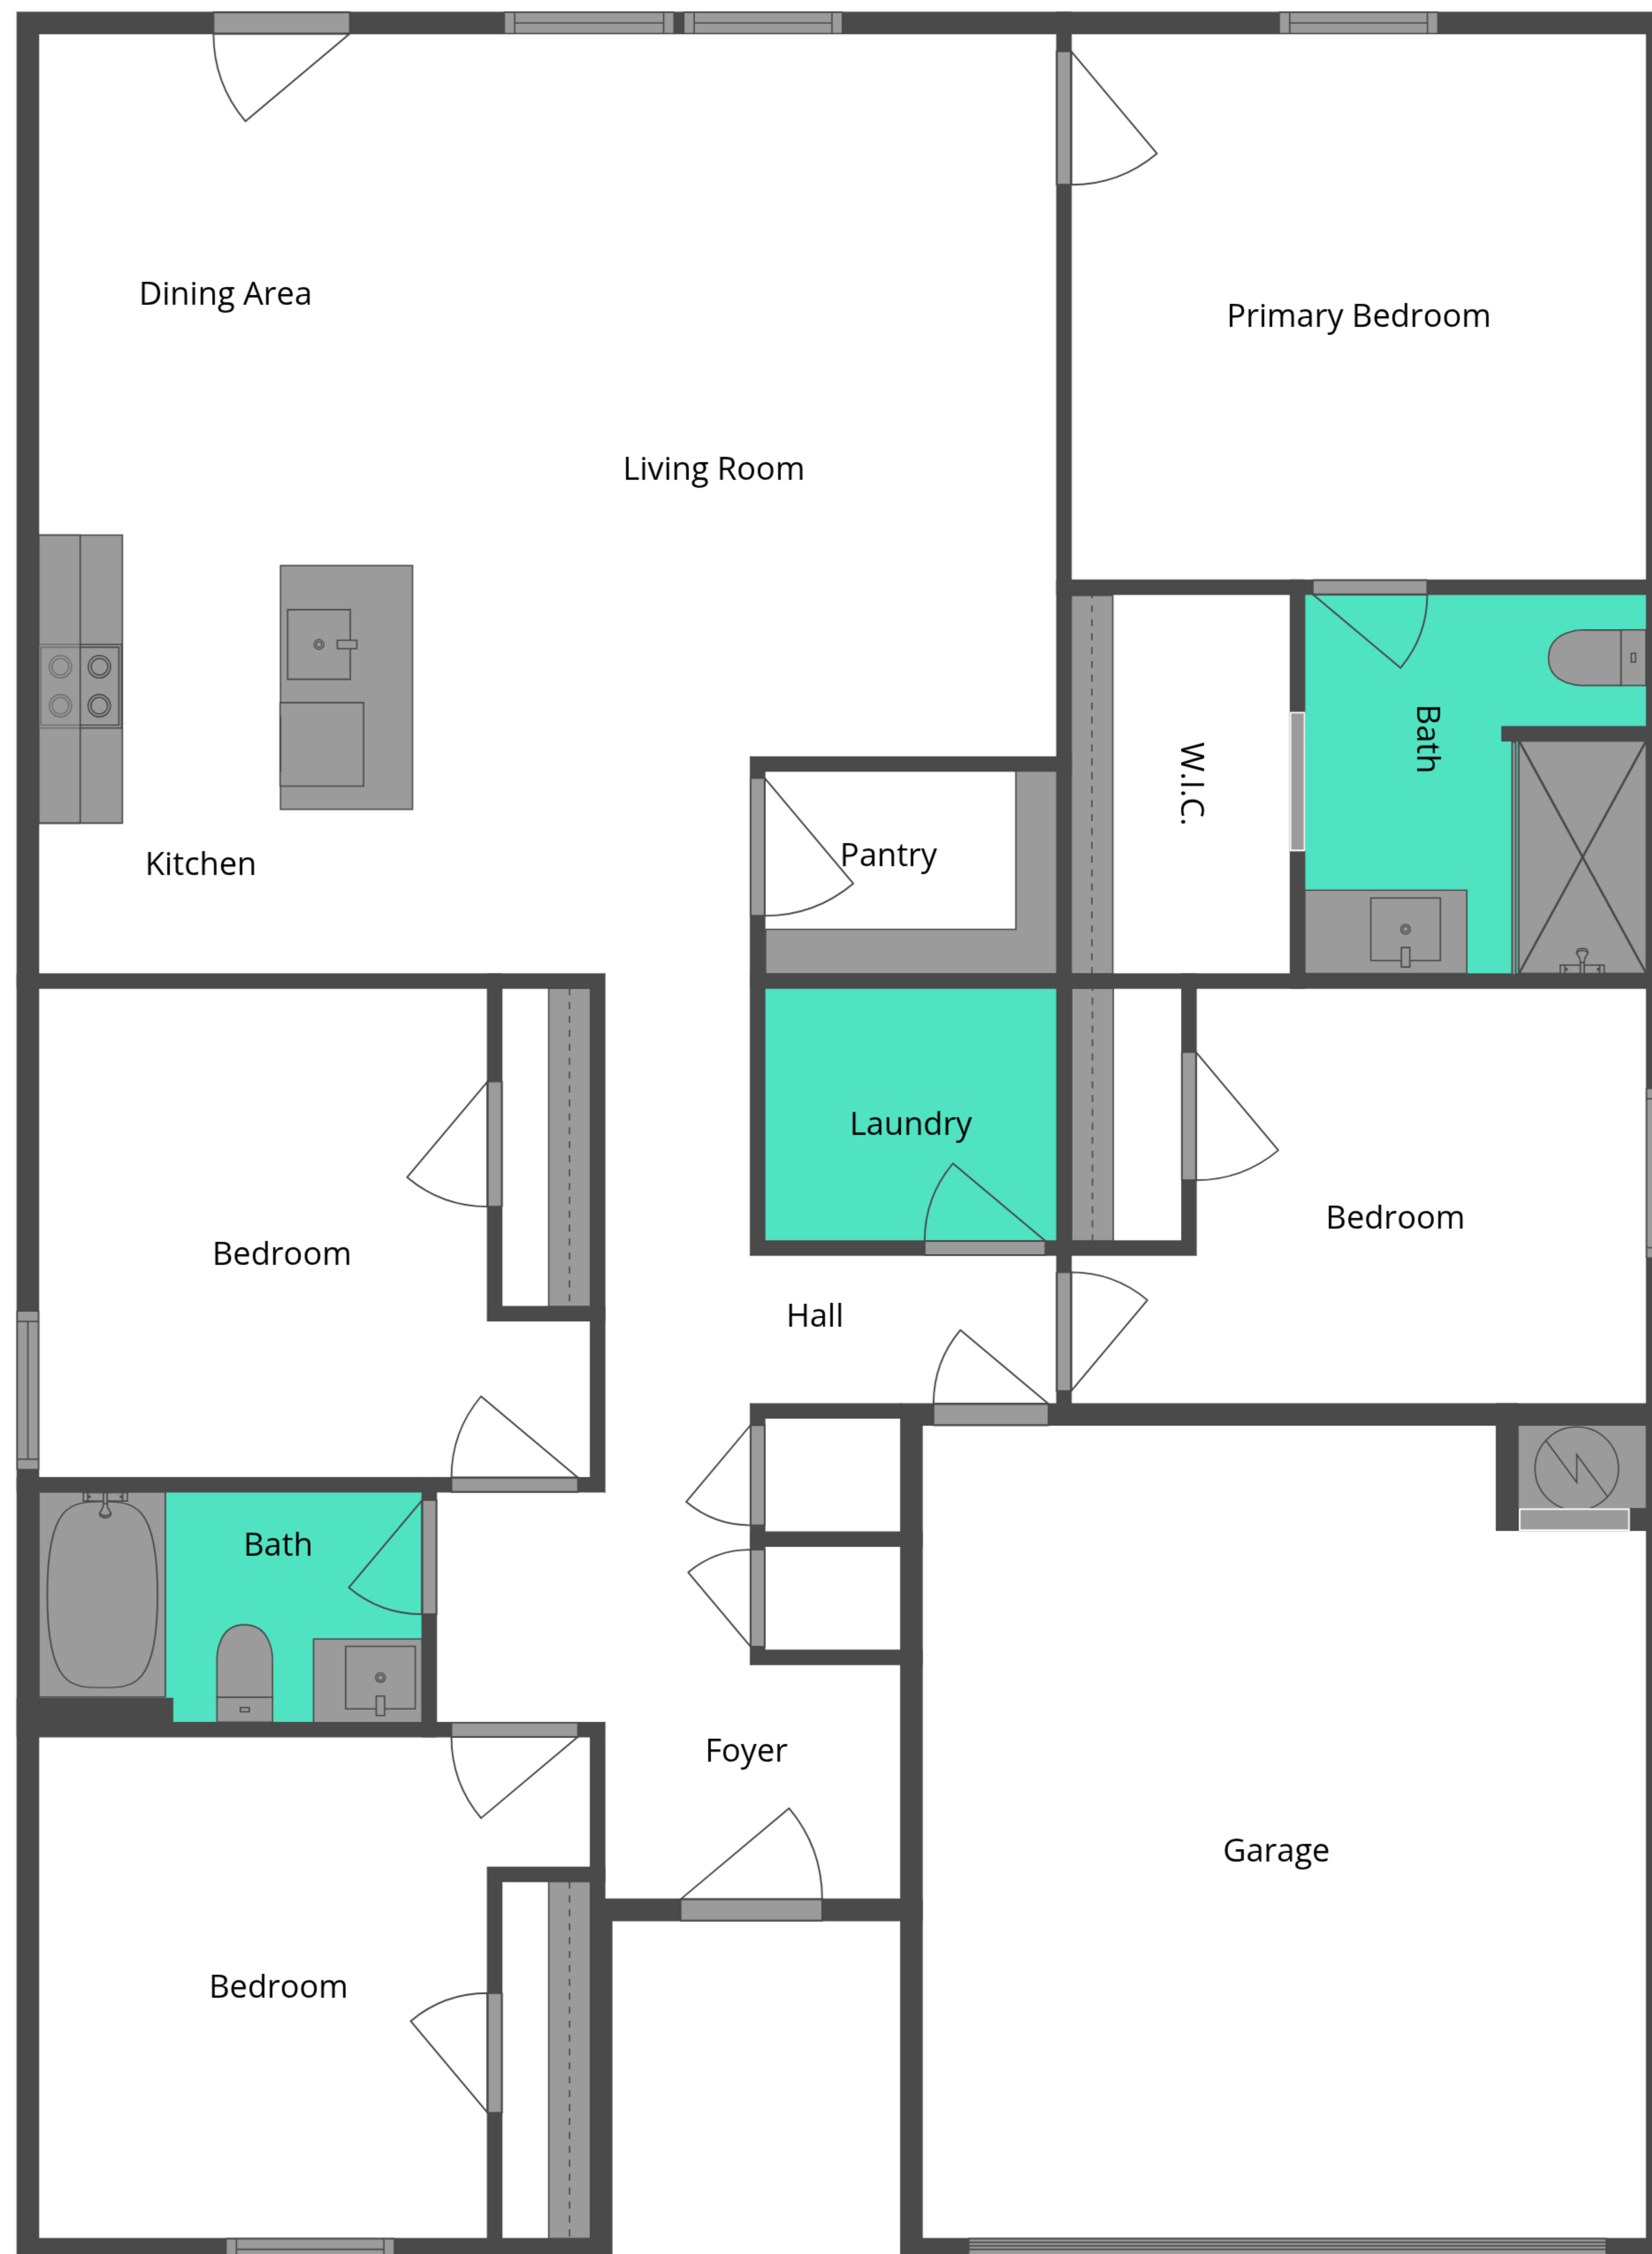 Dining Area
Primary Bedroom
Living Room
Bath
W.I.C.
Pantry
Kitchen
Laundry
Bedroom
Bedroom
Hall
Bath
Foyer
Garage
Bedroom